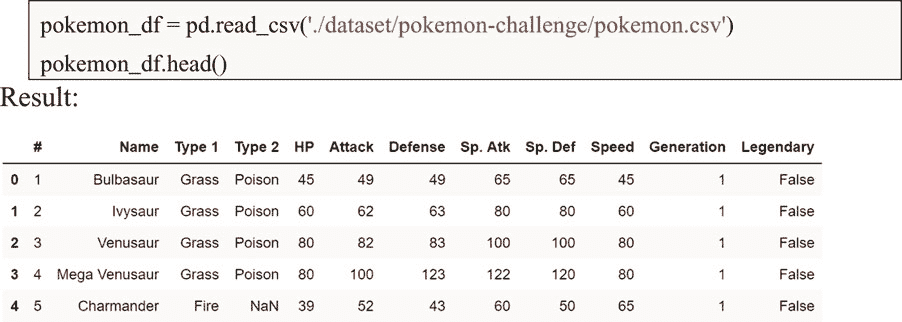 pokemon_df = pd.read_csv('./dataset/pokemon-challenge/pokemon.csv')
pokemon_df.head()
Result:
# Name Type 1 Type 2 HP Attack Defense Sp. Atk Sp. Def Speed Generation Legendary
0 1 Bulbasaur Grass Poison 45 49 49 65 65 45 1 False
1 2 Ivysaur Grass Poison 60 62 63 80 80 60 1 False
2 3 Venusaur Grass Poison 80 82 83 100 100 80 1 False
3 4 Mega Venusaur Grass Poison 80 100 123 122 120 80 1 False
4 5 Charmander Fire NaN 39 52 43 60 50 65 1 False